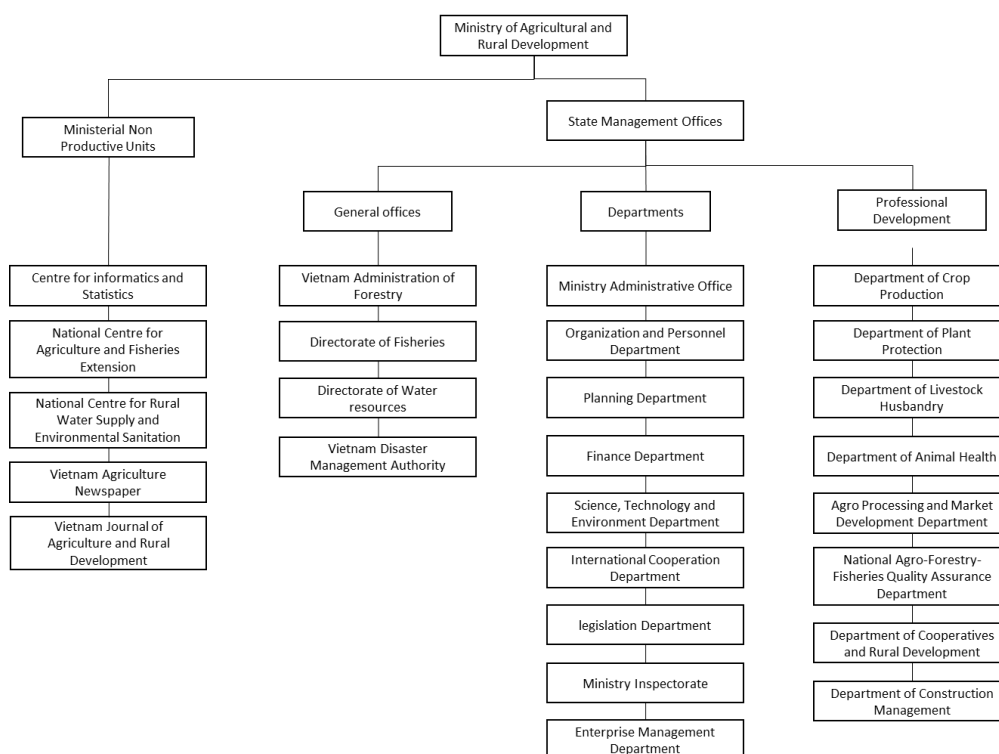 Ministry of Agricultural and
Rural Development
Ministerial Non
Productive Units
State Management Offices
General offices
Departments
Professional
Development
Centre for informatics and
Statistics
National Centre for
Agriculture and Fisheries
Extension
National Centre for Rural
Water Supply and
Environmental Sanitation
Vietnam Agriculture
Newspaper
Vietnam Journal of
Agriculture and Rural
Development
Vietnam Administration of
Forestry
Directorate of Fisheries
Directorate of Water
resources
Vietnam Disaster
Management Authority
Ministry Administrative Office
Organization and Personnel
Department
Planning Department
Finance Department
Science, Technology and
Environment Department
International Cooperation
Department
legislation Department
Ministry Inspectorate
Enterprise Management
Department
Department of Crop
Production
Department of Plant
Protection
Department of Livestock
Husbandry
Department of Animal Health
Agro Processing and Market
Development Department
National Agro-Forestry-
Fisheries Quality Assurance
Department
Department of Cooperatives
and Rural Development
Department of Construction
Management